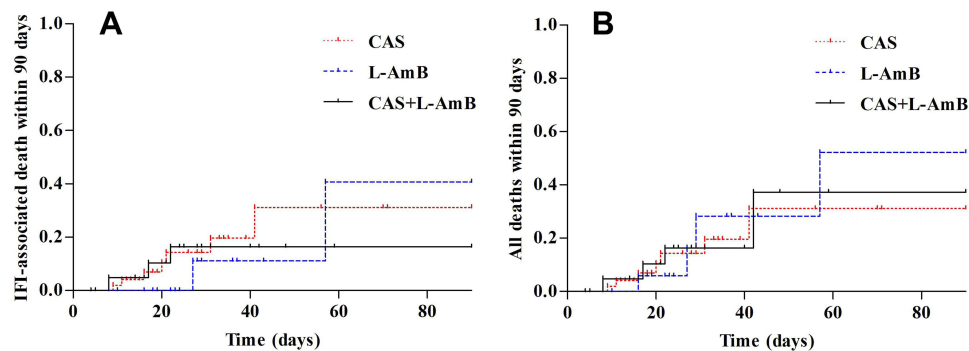 A
IFI-associated death within 90 days
1.0
0.8
0.6
0.4
0.2
0.0
CAS
L-AmB
CAS+L-AmB
0 20 40 60 80
Time (days)
B
All deaths within 90 days
1.0
0.8
0.6
0.4
0.2
0.0
CAS
L-AmB
CAS+L-AmB
0 20 40 60 80
Time (days)